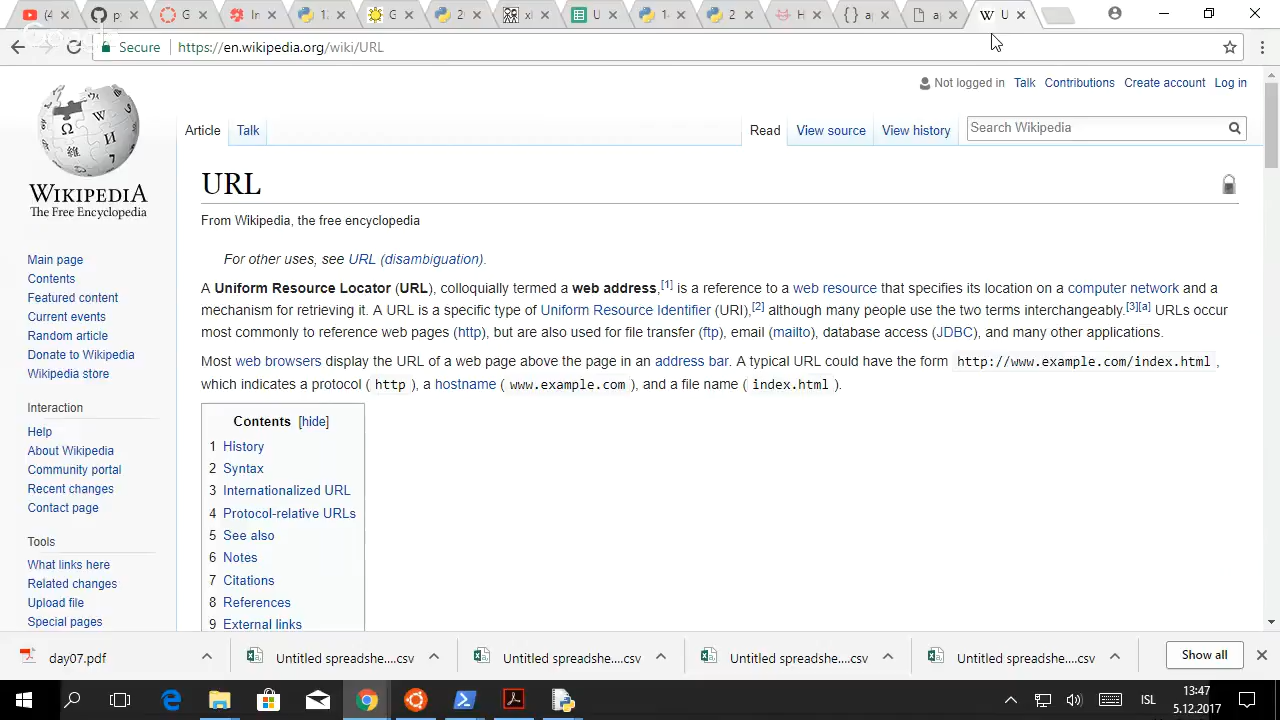 (4
p
G
In
12
G
2
xl
U
1
H
a
a
W U
Google
Secure https://en.wikipedia.org/wiki/URL
Not logged in Talk Contributions Create account Log in
Article Talk Read View source View history Search Wikipedia
WIKIPEDIA
The Free Encyclopedia
URL
From Wikipedia, the free encyclopedia
Main page
Contents
Featured content
Current events
Random article
Donate to Wikipedia
Wikipedia store
Interaction
Help
About Wikipedia
Community portal
Recent changes
Contact page
Tools
What links here
Related changes
Upload file
Special pages
For other uses, see URL (disambiguation).
A Uniform Resource Locator (URL), colloquially termed a web address,[1] is a reference to a web resource that specifies its location on a computer network and a
mechanism for retrieving it. A URL is a specific type of Uniform Resource Identifier (URI),[2] although many people use the two terms interchangeably.[3][a] URLs occur
most commonly to reference web pages (http), but are also used for file transfer (ftp), email (mailto), database access (JDBC), and many other applications.
Most web browsers display the URL of a web page above the page in an address bar. A typical URL could have the form http://www.example.com/index.html ,
which indicates a protocol ( http ), a hostname ( www.example.com ), and a file name ( index.html ).
Contents [hide]
1 History
2 Syntax
3 Internationalized URL
4 Protocol-relative URLs
5 See also
6 Notes
7 Citations
8 References
9 External links
day07.pdf
Untitled spreadshe....csv
Untitled spreadshe....csv
Untitled spreadshe....csv
Untitled spreadshe....csv
Show all
ISL
13:47
5.12.2017